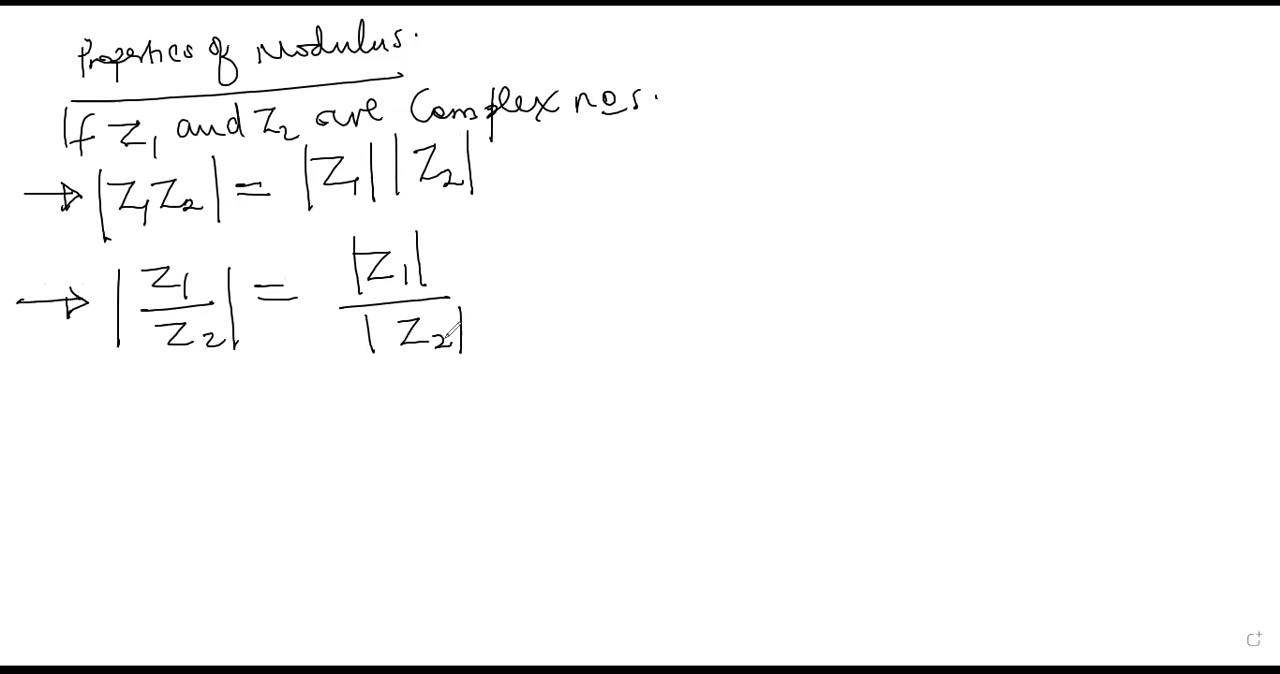 Properties of Modulus.
If Z₁ and Z₂ are Complex nos.
→ |Z₁Z₂| = |Z₁| |Z₂|
→ |Z₁/Z₂| = |Z₁|/|Z₂|